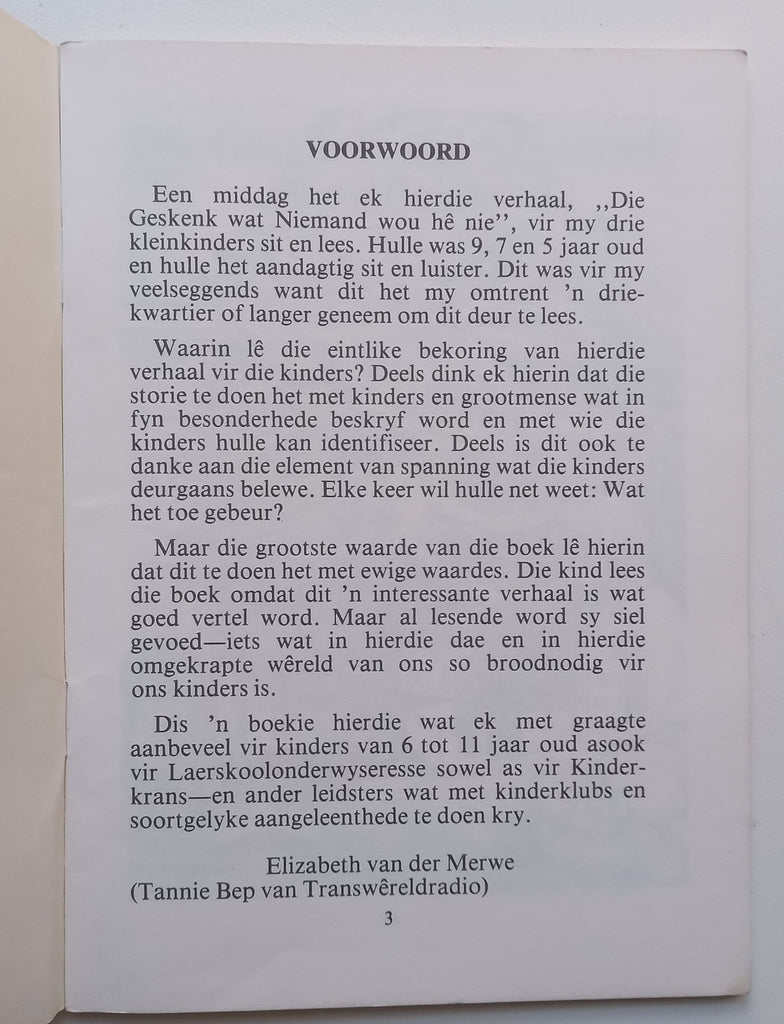 VOORWOORD
Een middag het ek hierdie verhaal, ,,Die
Geskenk wat Niemand wou hê nie”, vir my drie
kleinkinders sit en lees. Hulle was 9, 7 en 5 jaar oud
en hulle het aandagtig sit en luister. Dit was vir my
veelseggends want dit het my omtrent ’n drie-
kwartier of langer geneem om dit deur te lees.
Waarin lê die eintlike bekoring van hierdie
verhaal vir die kinders? Deels dink ek hierin dat die
storie te doen het met kinders en grootmense wat in
fyn besonderhede beskryf word en met wie die
kinders hulle kan identifiseer. Deels is dit ook te
danke aan die element van spanning wat die kinders
deurgaans belewe. Elke keer wil hulle net weet: Wat
het toe gebeur?
Maar die grootste waarde van die boek lê hierin
dat dit te doen het met ewige waardes. Die kind lees
die boek omdat dit ’n interessante verhaal is wat
goed vertel word. Maar al lesende word sy siel
gevoed—iets wat in hierdie dae en in hierdie
omgekrapte wêreld van ons so broodnodig vir
ons kinders is.
Dis ’n boekie hierdie wat ek met graagte
aanbeveel vir kinders van 6 tot 11 jaar oud asook
vir Laerskoolonderwyseresse sowel as vir Kinder-
krans—en ander leidsters wat met kinderklubs en
soortgelyke aangeleenthede te doen kry.
Elizabeth van der Merwe
(Tannie Bep van Transwêreldradio)
3